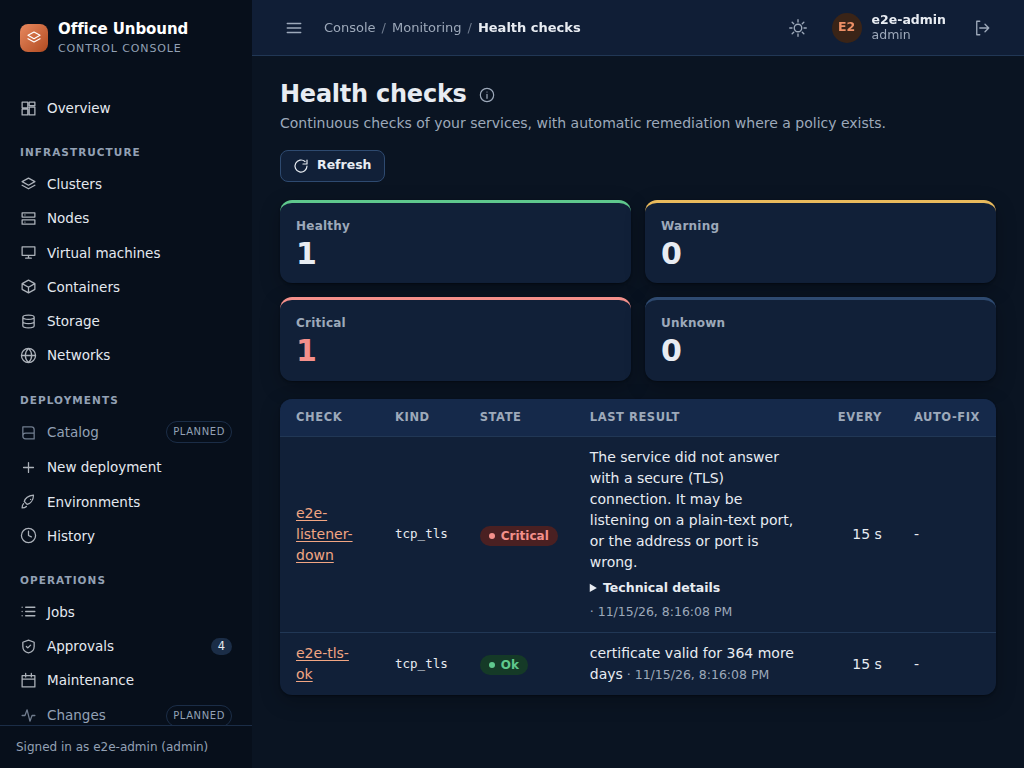 Office Unbound
CONTROL CONSOLE
Overview
INFRASTRUCTURE
Clusters
Nodes
Virtual machines
Containers
Storage
Networks
DEPLOYMENTS
Catalog PLANNED
New deployment
Environments
History
OPERATIONS
Jobs
Approvals 4
Maintenance
Changes PLANNED
Signed in as e2e-admin (admin)
Console / Monitoring / Health checks
E2 e2e-admin
admin
Health checks
Continuous checks of your services, with automatic remediation where a policy exists.
Refresh
Healthy
1
Warning
0
Critical
1
Unknown
0
CHECK KIND STATE LAST RESULT EVERY AUTO-FIX
e2e-
listener-
down
tcp_tls
Critical
The service did not answer
with a secure (TLS)
connection. It may be
listening on a plain-text port,
or the address or port is
wrong.
Technical details
· 11/15/26, 8:16:08 PM
15 s
-
e2e-tls-
ok
tcp_tls
Ok
certificate valid for 364 more
days · 11/15/26, 8:16:08 PM
15 s
-